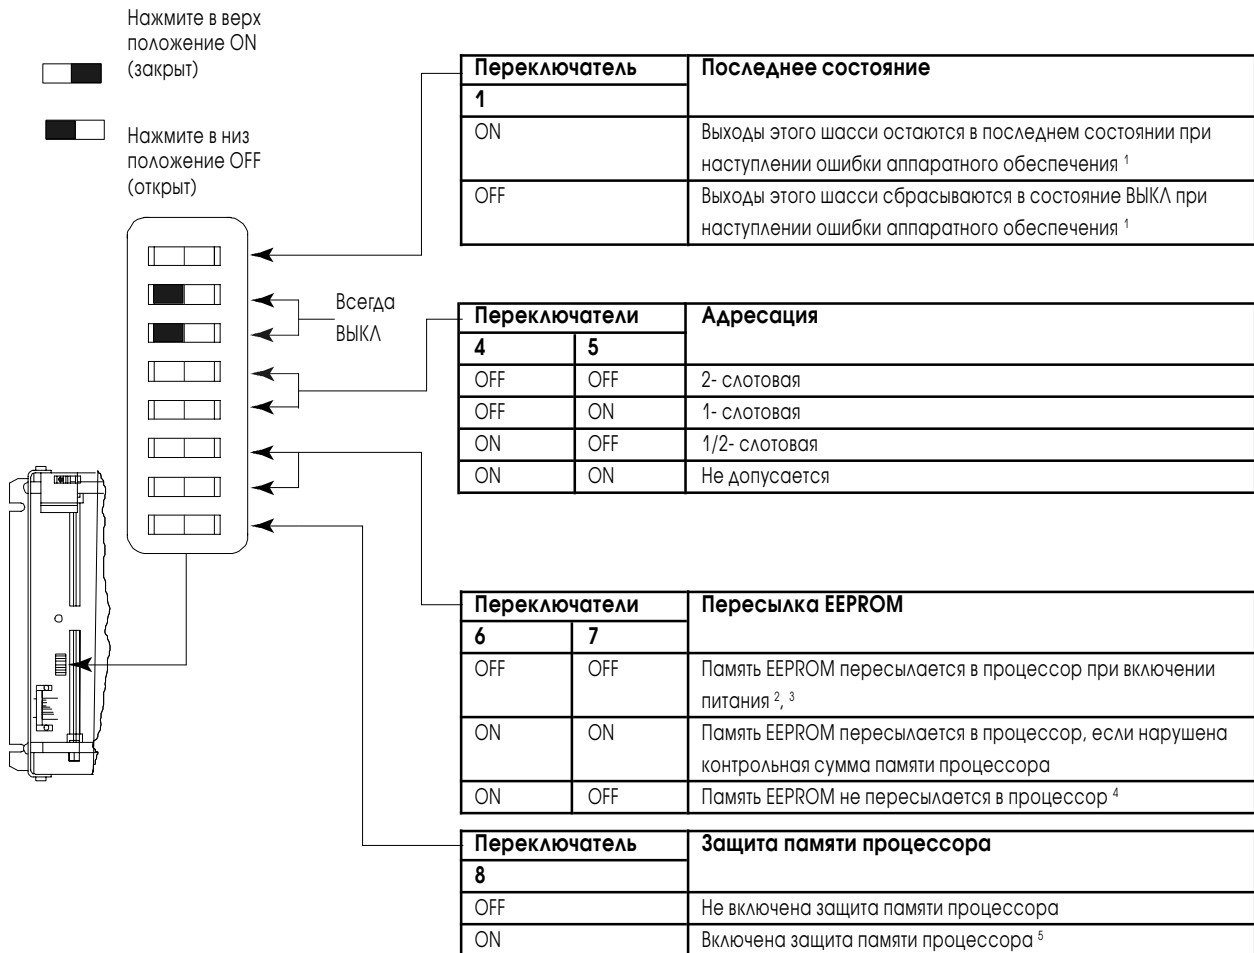 Нажмите в верх
положение ON
(закрыт)
Нажмите в низ
положение OFF
(открыт)
Всегда
ВЫКЛ
Переключатель Последнее состояние
1
ON Выходы этого шасси остаются в последнем состоянии при
наступлении ошибки аппаратного обеспечения ¹
OFF Выходы этого шасси сбрасываются в состояние ВЫКЛ при
наступлении ошибки аппаратного обеспечения ¹
Переключатели Адресация
4 5
OFF OFF 2- слотовая
OFF ON 1- слотовая
ON OFF 1/2- слотовая
ON ON Не допусается
Переключатели Пересылка EEPROM
6 7
OFF OFF Память EEPROM пересылается в процессор при включении
питания ², ³
ON ON Память EEPROM пересылается в процессор, если нарушена
контрольная сумма памяти процессора
ON OFF Память EEPROM не пересылается в процессор ⁴
Переключатель Защита памяти процессора
8
OFF Не включена защита памяти процессора
ON Включена защита памяти процессора ⁵